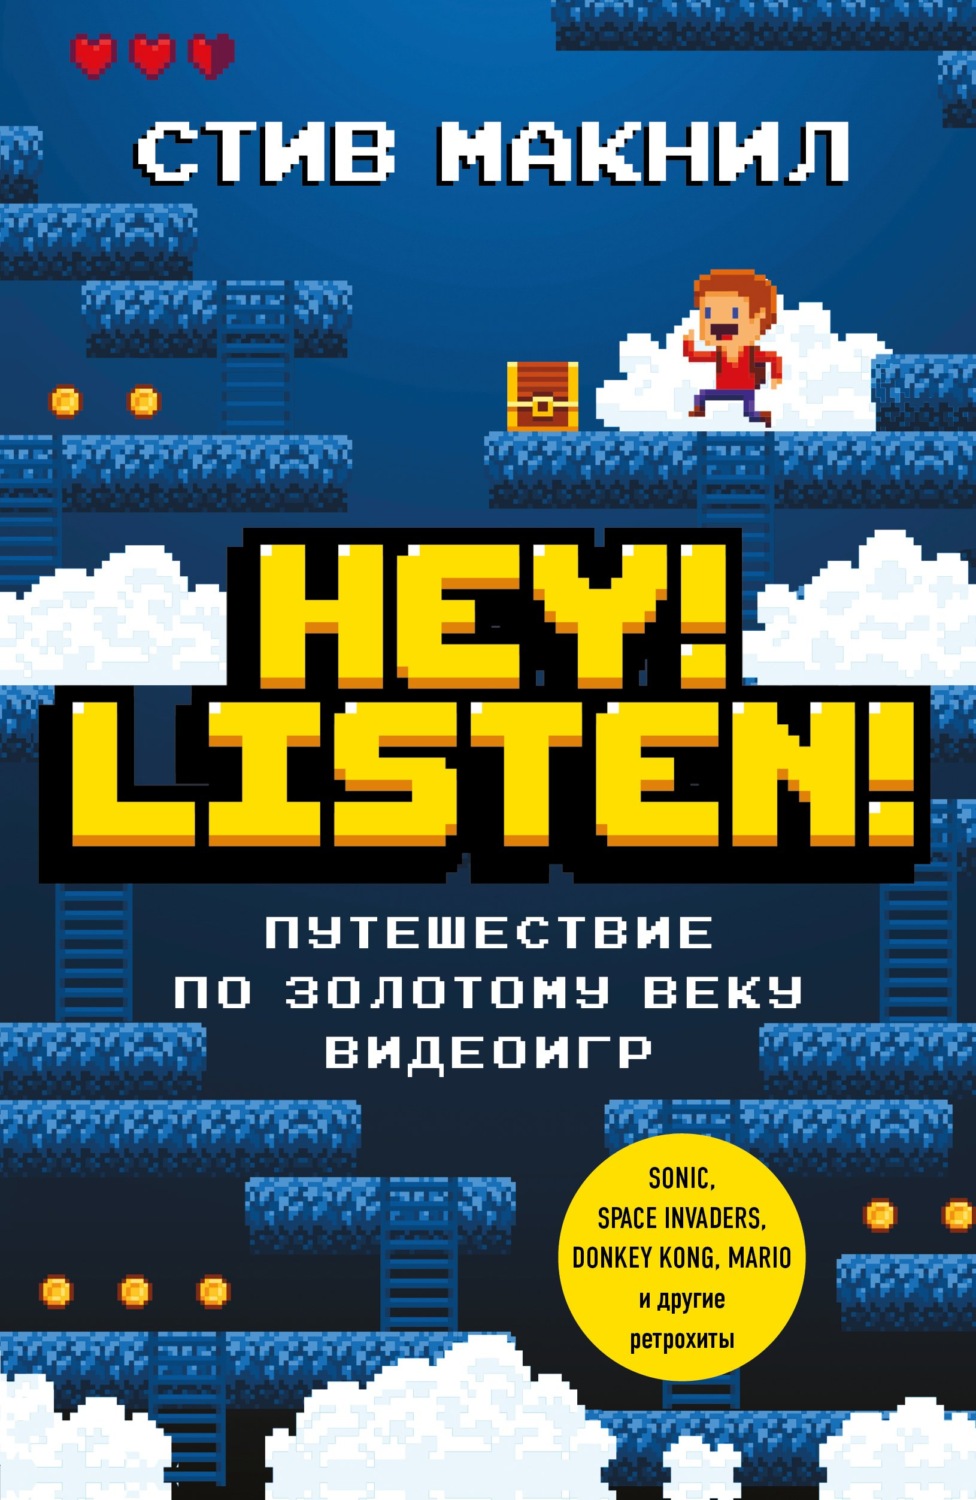 СТИВ МАКНИЛ
HEY!
LISTEN!
ПУТЕШЕСТВИЕ
ПО ЗОЛОТОМУ ВЕКУ
ВИДЕОИГР
SONIC,
SPACE INVADERS,
DONKEY KONG, MARIO
и другие
ретрохиты